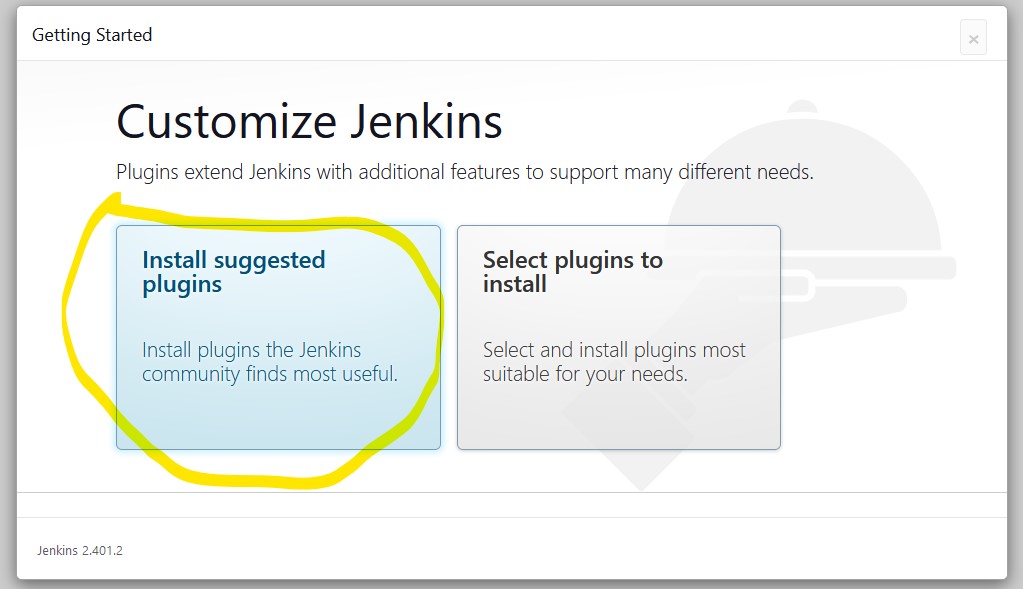 Getting Started
×
Customize Jenkins
Plugins extend Jenkins with additional features to support many different needs.
Install suggested
plugins
Install plugins the Jenkins
community finds most useful.
Select plugins to
install
Select and install plugins most
suitable for your needs.
Jenkins 2.401.2